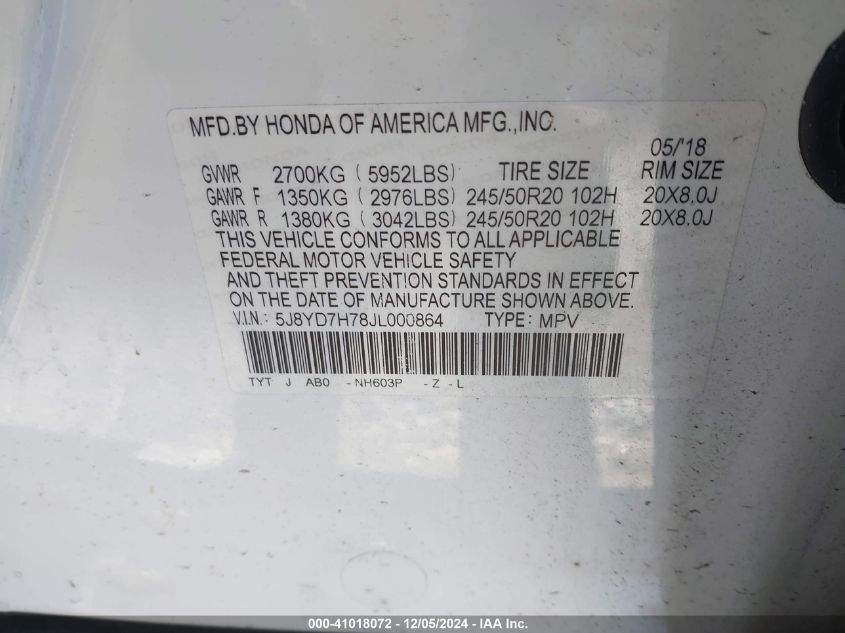 MFD.BY HONDA OF AMERICA MFG.,INC.
05/'18
GVWR 2700KG ( 5952LBS) TIRE SIZE RIM SIZE
GAWR F 1350KG ( 2976LBS) 245/50R20 102H 20X8.0J
GAWR R 1380KG ( 3042LBS) 245/50R20 102H 20X8.0J
THIS VEHICLE CONFORMS TO ALL APPLICABLE
FEDERAL MOTOR VEHICLE SAFETY
AND THEFT PREVENTION STANDARDS IN EFFECT
ON THE DATE OF MANUFACTURE SHOWN ABOVE.
V.I.N.: 5J8YD7H78JL000864 TYPE: MPV
TYT J AB0 -NH603P -Z -L
000-41018072 - 12/05/2024 - IAA Inc.